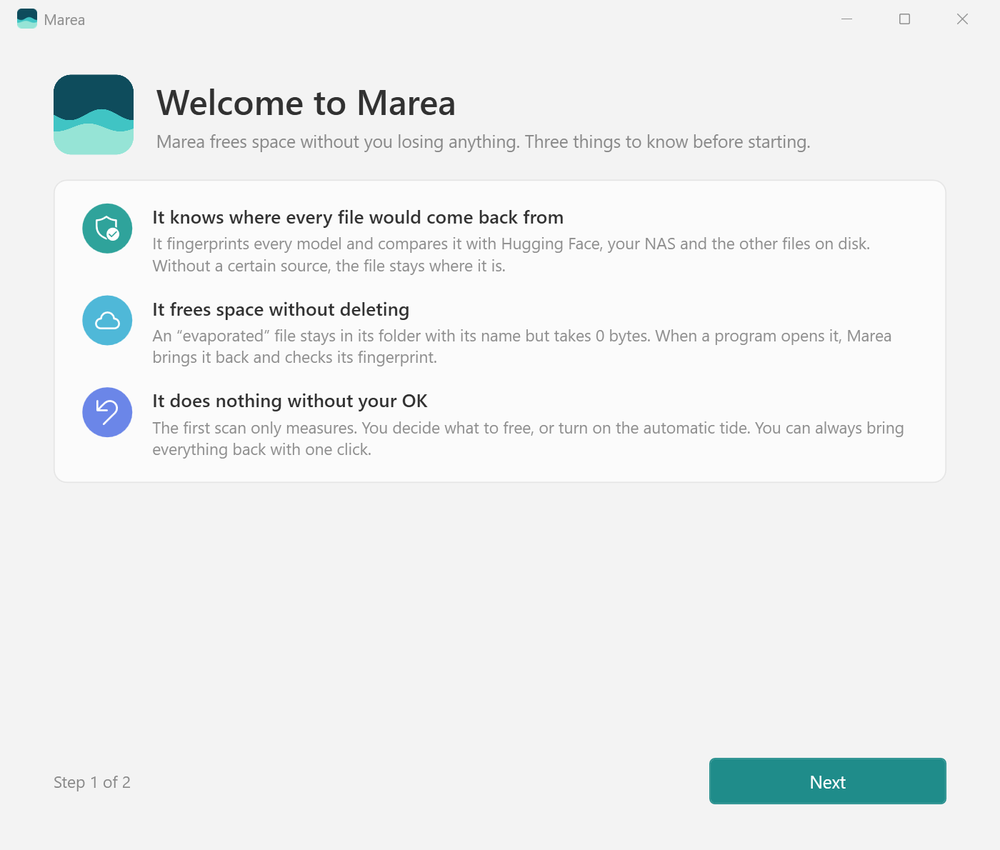 Marea
Welcome to Marea
Marea frees space without you losing anything. Three things to know before starting.
It knows where every file would come back from
It fingerprints every model and compares it with Hugging Face, your NAS and the other files on disk.
Without a certain source, the file stays where it is.
It frees space without deleting
An “evaporated” file stays in its folder with its name but takes 0 bytes. When a program opens it, Marea
brings it back and checks its fingerprint.
It does nothing without your OK
The first scan only measures. You decide what to free, or turn on the automatic tide. You can always bring
everything back with one click.
Step 1 of 2
Next